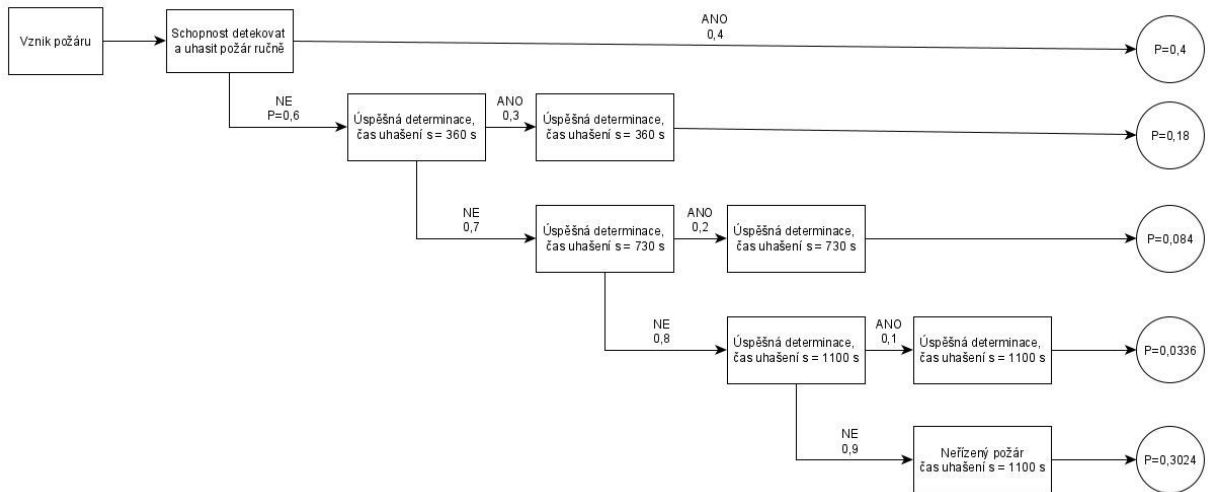 Vznik požáru
Schopnost detekovat
a uhasit požár ručně
ANO
0,4
P=0,4
NE
P=0,6
Úspěšná determinace,
čas uhašení s = 360 s
ANO
0,3
Úspěšná determinace,
čas uhašení s = 360 s
P=0,18
NE
0,7
Úspěšná determinace,
čas uhašení s = 730 s
ANO
0,2
Úspěšná determinace,
čas uhašení s = 730 s
P=0,084
NE
0,8
Úspěšná determinace,
čas uhašení s = 1100 s
ANO
0,1
Úspěšná determinace,
čas uhašení s = 1100 s
P=0,0336
NE
0,9
Neřízený požár
čas uhašení s = 1100 s
P=0,3024